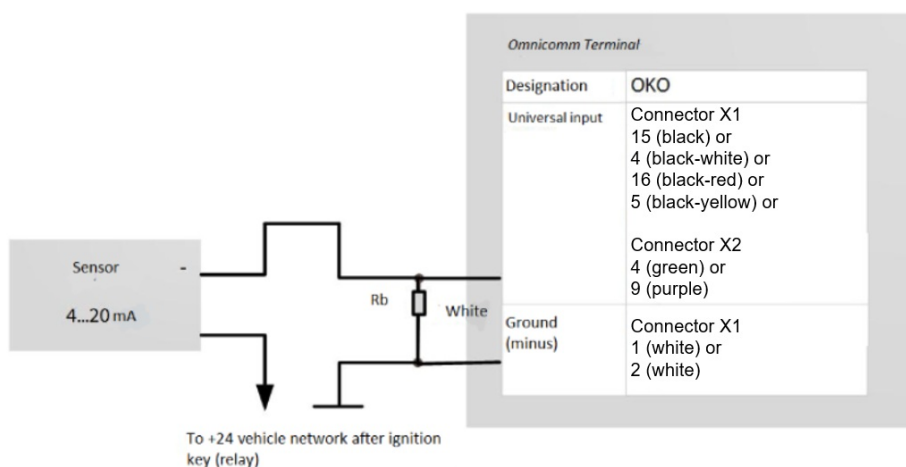 Omnicomm Terminal
Designation
OKO
Universal input
Connector X1
15 (black) or
4 (black-white) or
16 (black-red) or
5 (black-yellow) or
Connector X2
4 (green) or
9 (purple)
Sensor
-
4...20 mA
Rb
White
Ground
(minus)
Connector X1
1 (white) or
2 (white)
To +24 vehicle network after ignition
key (relay)